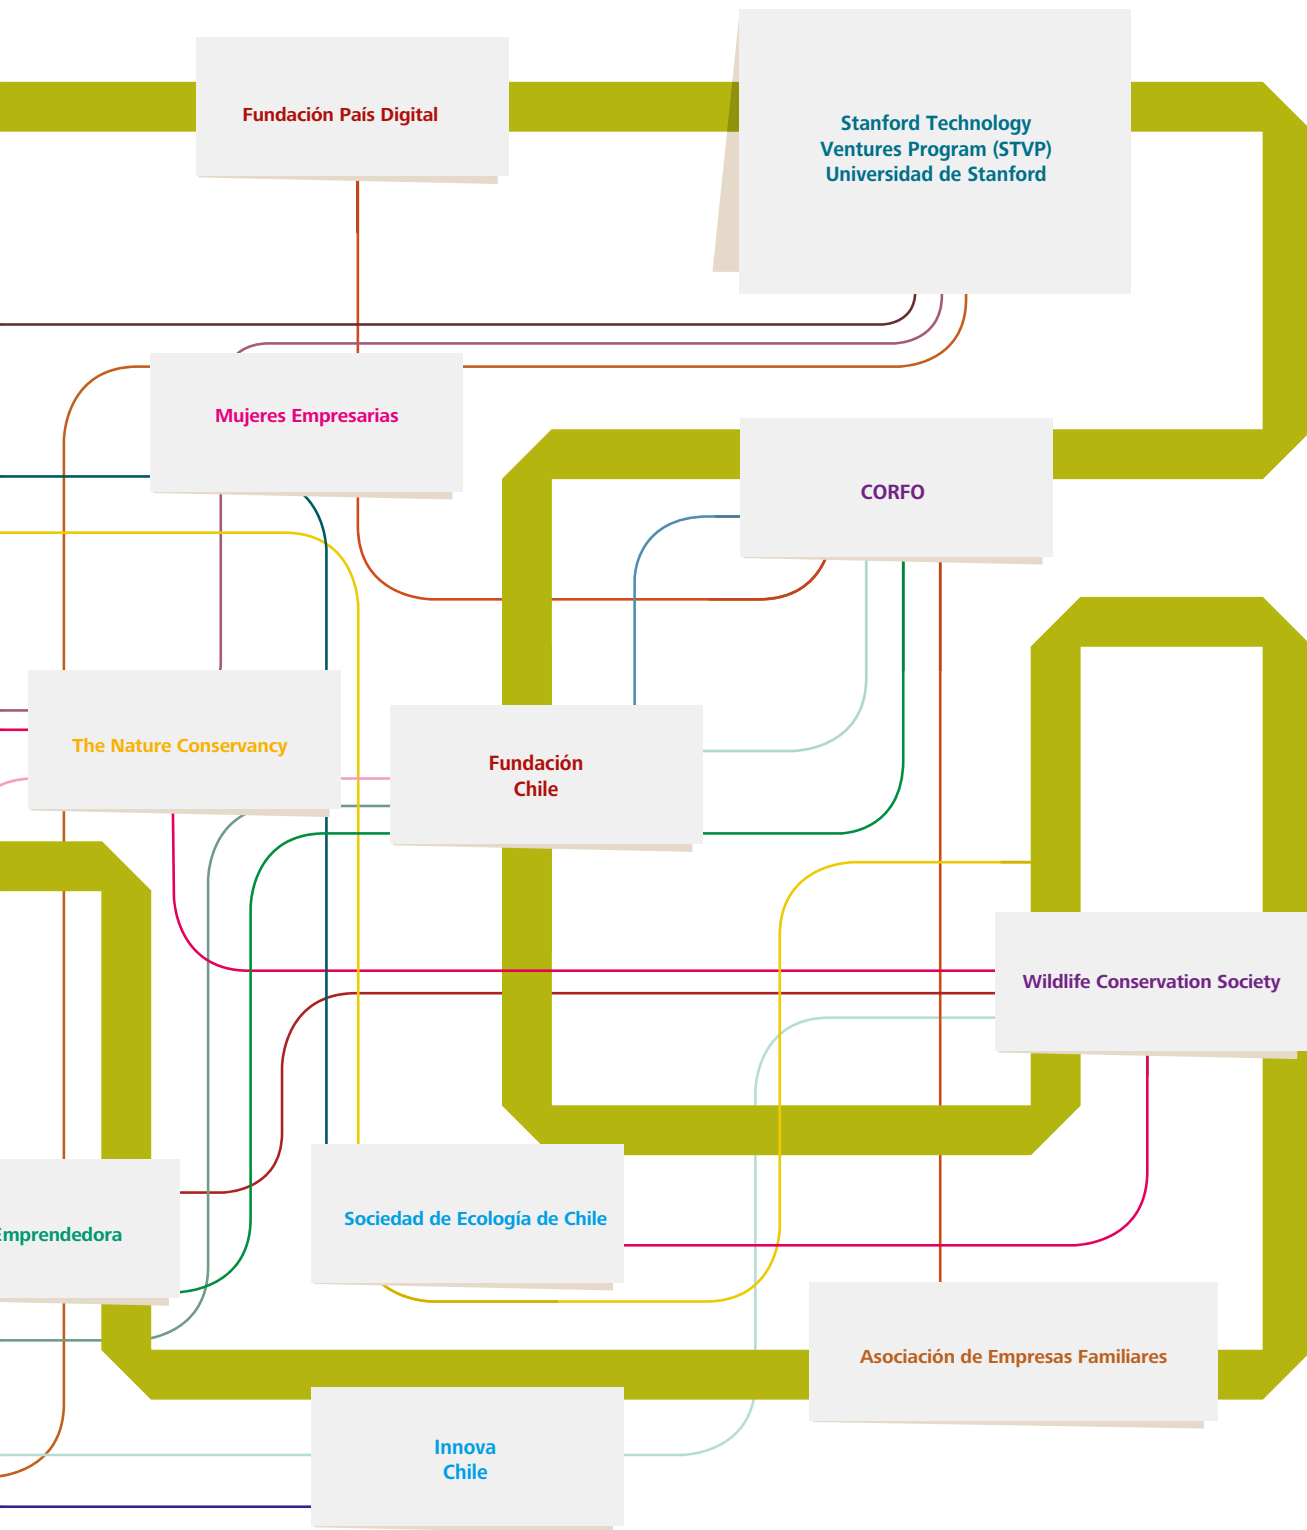 Fundación País Digital
Stanford Technology
Ventures Program (STVP)
Universidad de Stanford
Mujeres Empresarias
CORFO
The Nature Conservancy
Fundación
Chile
Wildlife Conservation Society
Emprendedora
Sociedad de Ecología de Chile
Asociación de Empresas Familiares
Innova
Chile